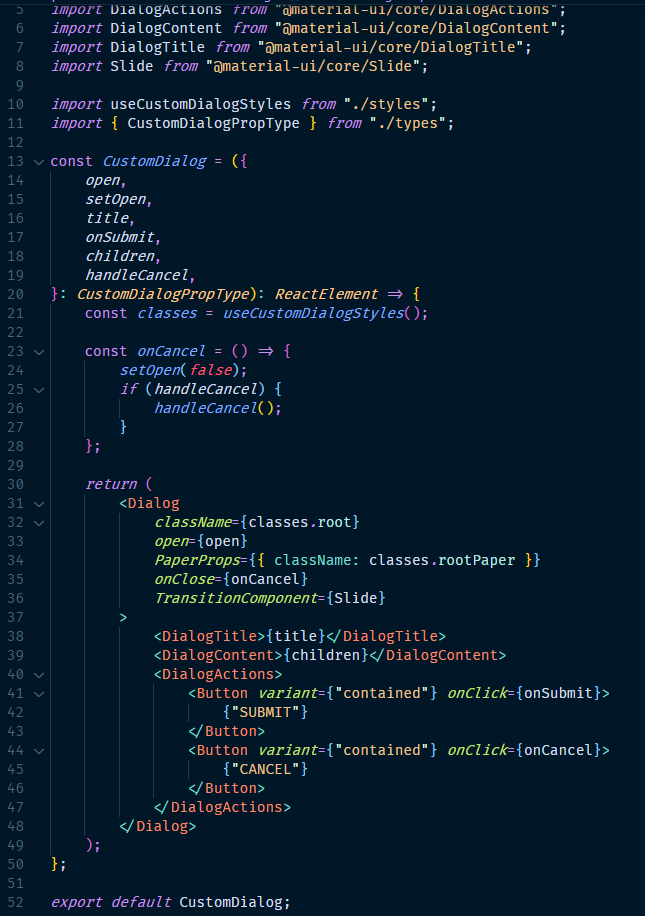 5 import DialogActions from "@material-ui/core/DialogActions";
6 import DialogContent from "@material-ui/core/DialogContent";
7 import DialogTitle from "@material-ui/core/DialogTitle";
8 import Slide from "@material-ui/core/Slide";
9
10 import useCustomDialogStyles from "./styles";
11 import { CustomDialogPropType } from "./types";
12
13 const CustomDialog = ({
14     open,
15     setOpen,
16     title,
17     onSubmit,
18     children,
19     handleCancel,
20 }: CustomDialogPropType): ReactElement => {
21     const classes = useCustomDialogStyles();
22
23     const onCancel = () => {
24         setOpen(false);
25         if (handleCancel) {
26             handleCancel();
27         }
28     };
29
30     return (
31         <Dialog
32             className={classes.root}
33             open={open}
34             PaperProps={{ className: classes.rootPaper }}
35             onClose={onCancel}
36             TransitionComponent={Slide}
37         >
38             <DialogTitle>{title}</DialogTitle>
39             <DialogContent>{children}</DialogContent>
40             <DialogActions>
41                 <Button variant={"contained"} onClick={onSubmit}>
42                     {"SUBMIT"}
43                 </Button>
44                 <Button variant={"contained"} onClick={onCancel}>
45                     {"CANCEL"}
46                 </Button>
47             </DialogActions>
48         </Dialog>
49     );
50 };
51
52 export default CustomDialog;